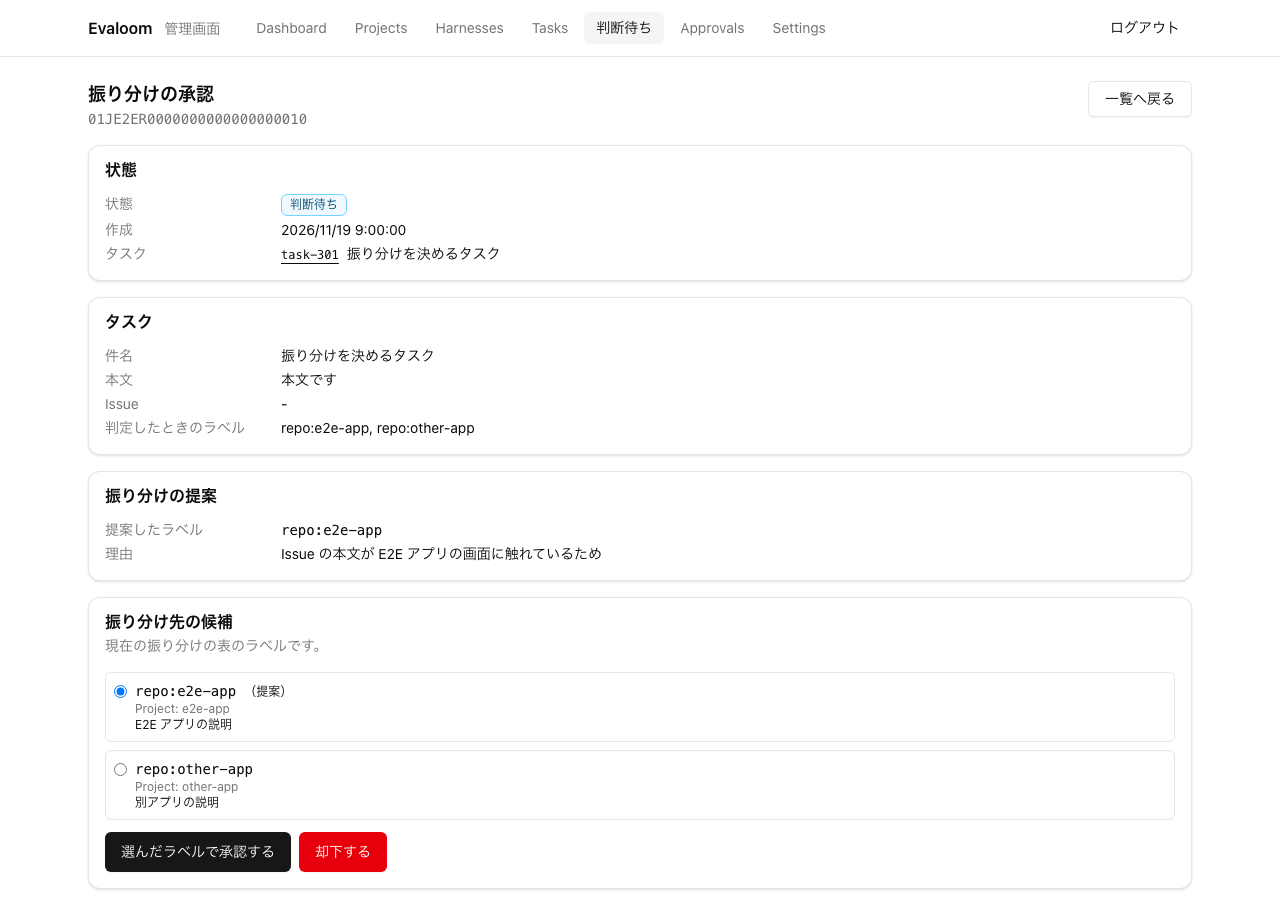 Evaloom 管理画面 Dashboard Projects Harnesses Tasks 判断待ち Approvals Settings ログアウト
振り分けの承認 一覧へ戻る
01JE2ER0000000000000000010
状態
状態 判断待ち
作成 2026/11/19 9:00:00
タスク task-301 振り分けを決めるタスク
タスク
件名 振り分けを決めるタスク
本文 本文です
Issue -
判定したときのラベル repo:e2e-app, repo:other-app
振り分けの提案
提案したラベル repo:e2e-app
理由 Issue の本文が E2E アプリの画面に触れているため
振り分け先の候補
現在の振り分けの表のラベルです。
repo:e2e-app （提案）
Project: e2e-app
E2E アプリの説明
repo:other-app
Project: other-app
別アプリの説明
選んだラベルで承認する 却下する